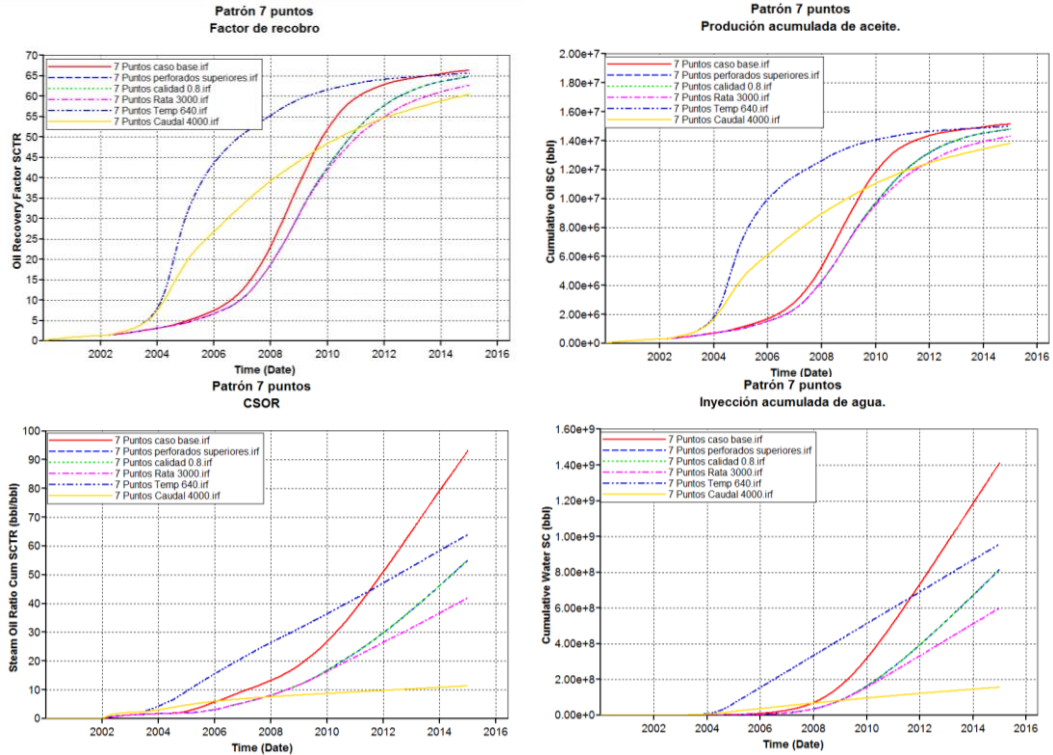 Patrón 7 puntos
Factor de recobro
Oil Recovery Factor SCTR
70
65
60
55
50
45
40
35
30
25
20
15
10
5
0
7 Puntos caso base.irf
7 Puntos perforados superiores.irf
7 Puntos calidad 0.8.irf
7 Puntos Rata 3000.irf
7 Puntos Temp 640.irf
7 Puntos Caudal 4000.irf
2002 2004 2006 2008 2010 2012 2014 2016
Time (Date)
Patrón 7 puntos
Produción acumulada de aceite.
Cumulative Oil SC (bbl)
2.00e+7
1.80e+7
1.60e+7
1.40e+7
1.20e+7
1.00e+7
8.00e+6
6.00e+6
4.00e+6
2.00e+6
0.00e+0
7 Puntos caso base.irf
7 Puntos perforados superiores.irf
7 Puntos calidad 0.8.irf
7 Puntos Rata 3000.irf
7 Puntos Temp 640.irf
7 Puntos Caudal 4000.irf
2002 2004 2006 2008 2010 2012 2014 2016
Time (Date)
Patrón 7 puntos
CSOR
Steam Oil Ratio Cum SCTR (bbl/bbl)
100
90
80
70
60
50
40
30
20
10
0
7 Puntos caso base.irf
7 Puntos perforados superiores.irf
7 Puntos calidad 0.8.irf
7 Puntos Rata 3000.irf
7 Puntos Temp 640.irf
7 Puntos Caudal 4000.irf
2002 2004 2006 2008 2010 2012 2014 2016
Time (Date)
Patrón 7 puntos
Inyección acumulada de agua.
Cumulative Water SC (bbl)
1.60e+9
1.40e+9
1.20e+9
1.00e+9
8.00e+8
6.00e+8
4.00e+8
2.00e+8
0.00e+0
7 Puntos caso base.irf
7 Puntos perforados superiores.irf
7 Puntos calidad 0.8.irf
7 Puntos Rata 3000.irf
7 Puntos Temp 640.irf
7 Puntos Caudal 4000.irf
2002 2004 2006 2008 2010 2012 2014 2016
Time (Date)